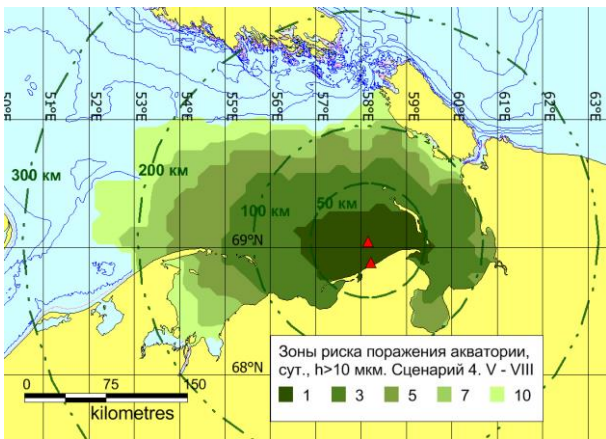 50°E
51°E
52°E
53°E
54°E
55°E
56°E
57°E
58°E
59°E
60°E
61°E
62°E
63°E
300 км
200 км
100 км
50 км
69°N
68°N
Зоны риска поражения акватории,
сут., h>10 мкм. Сценарий 4. V - VIII
1 3 5 7 10
0 75 150
kilometres